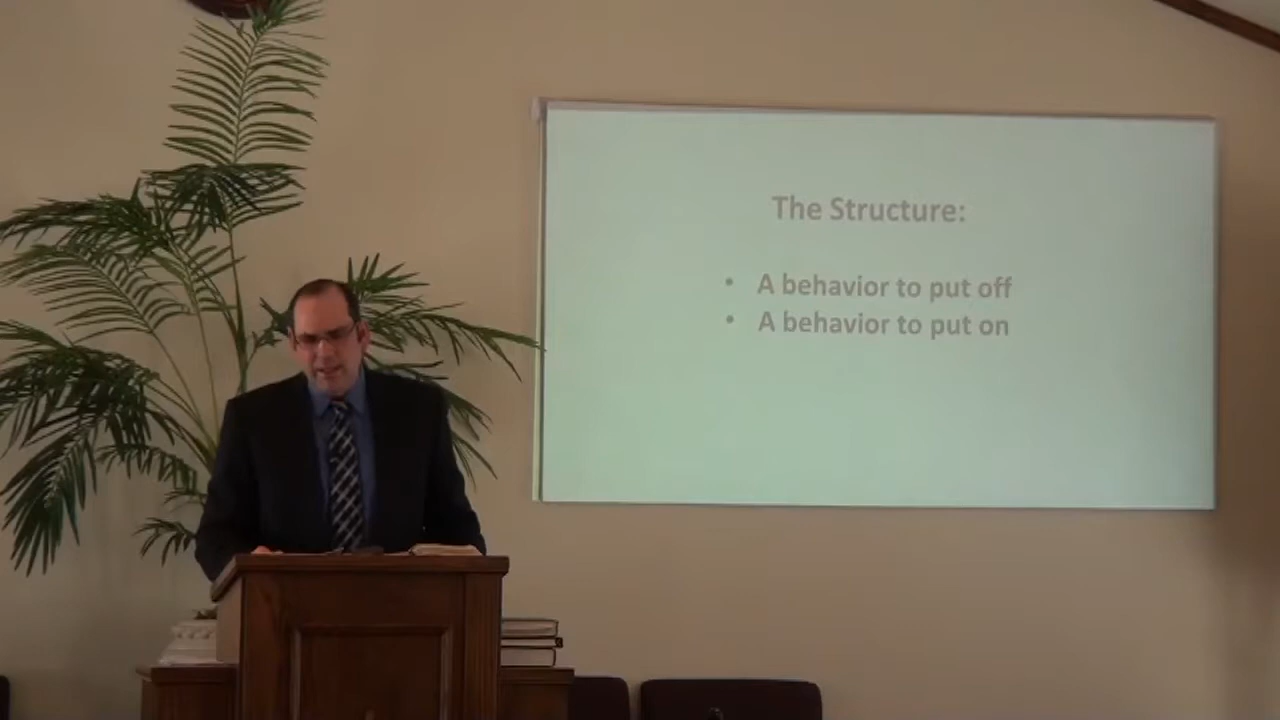 The Structure:
• A behavior to put off
• A behavior to put on